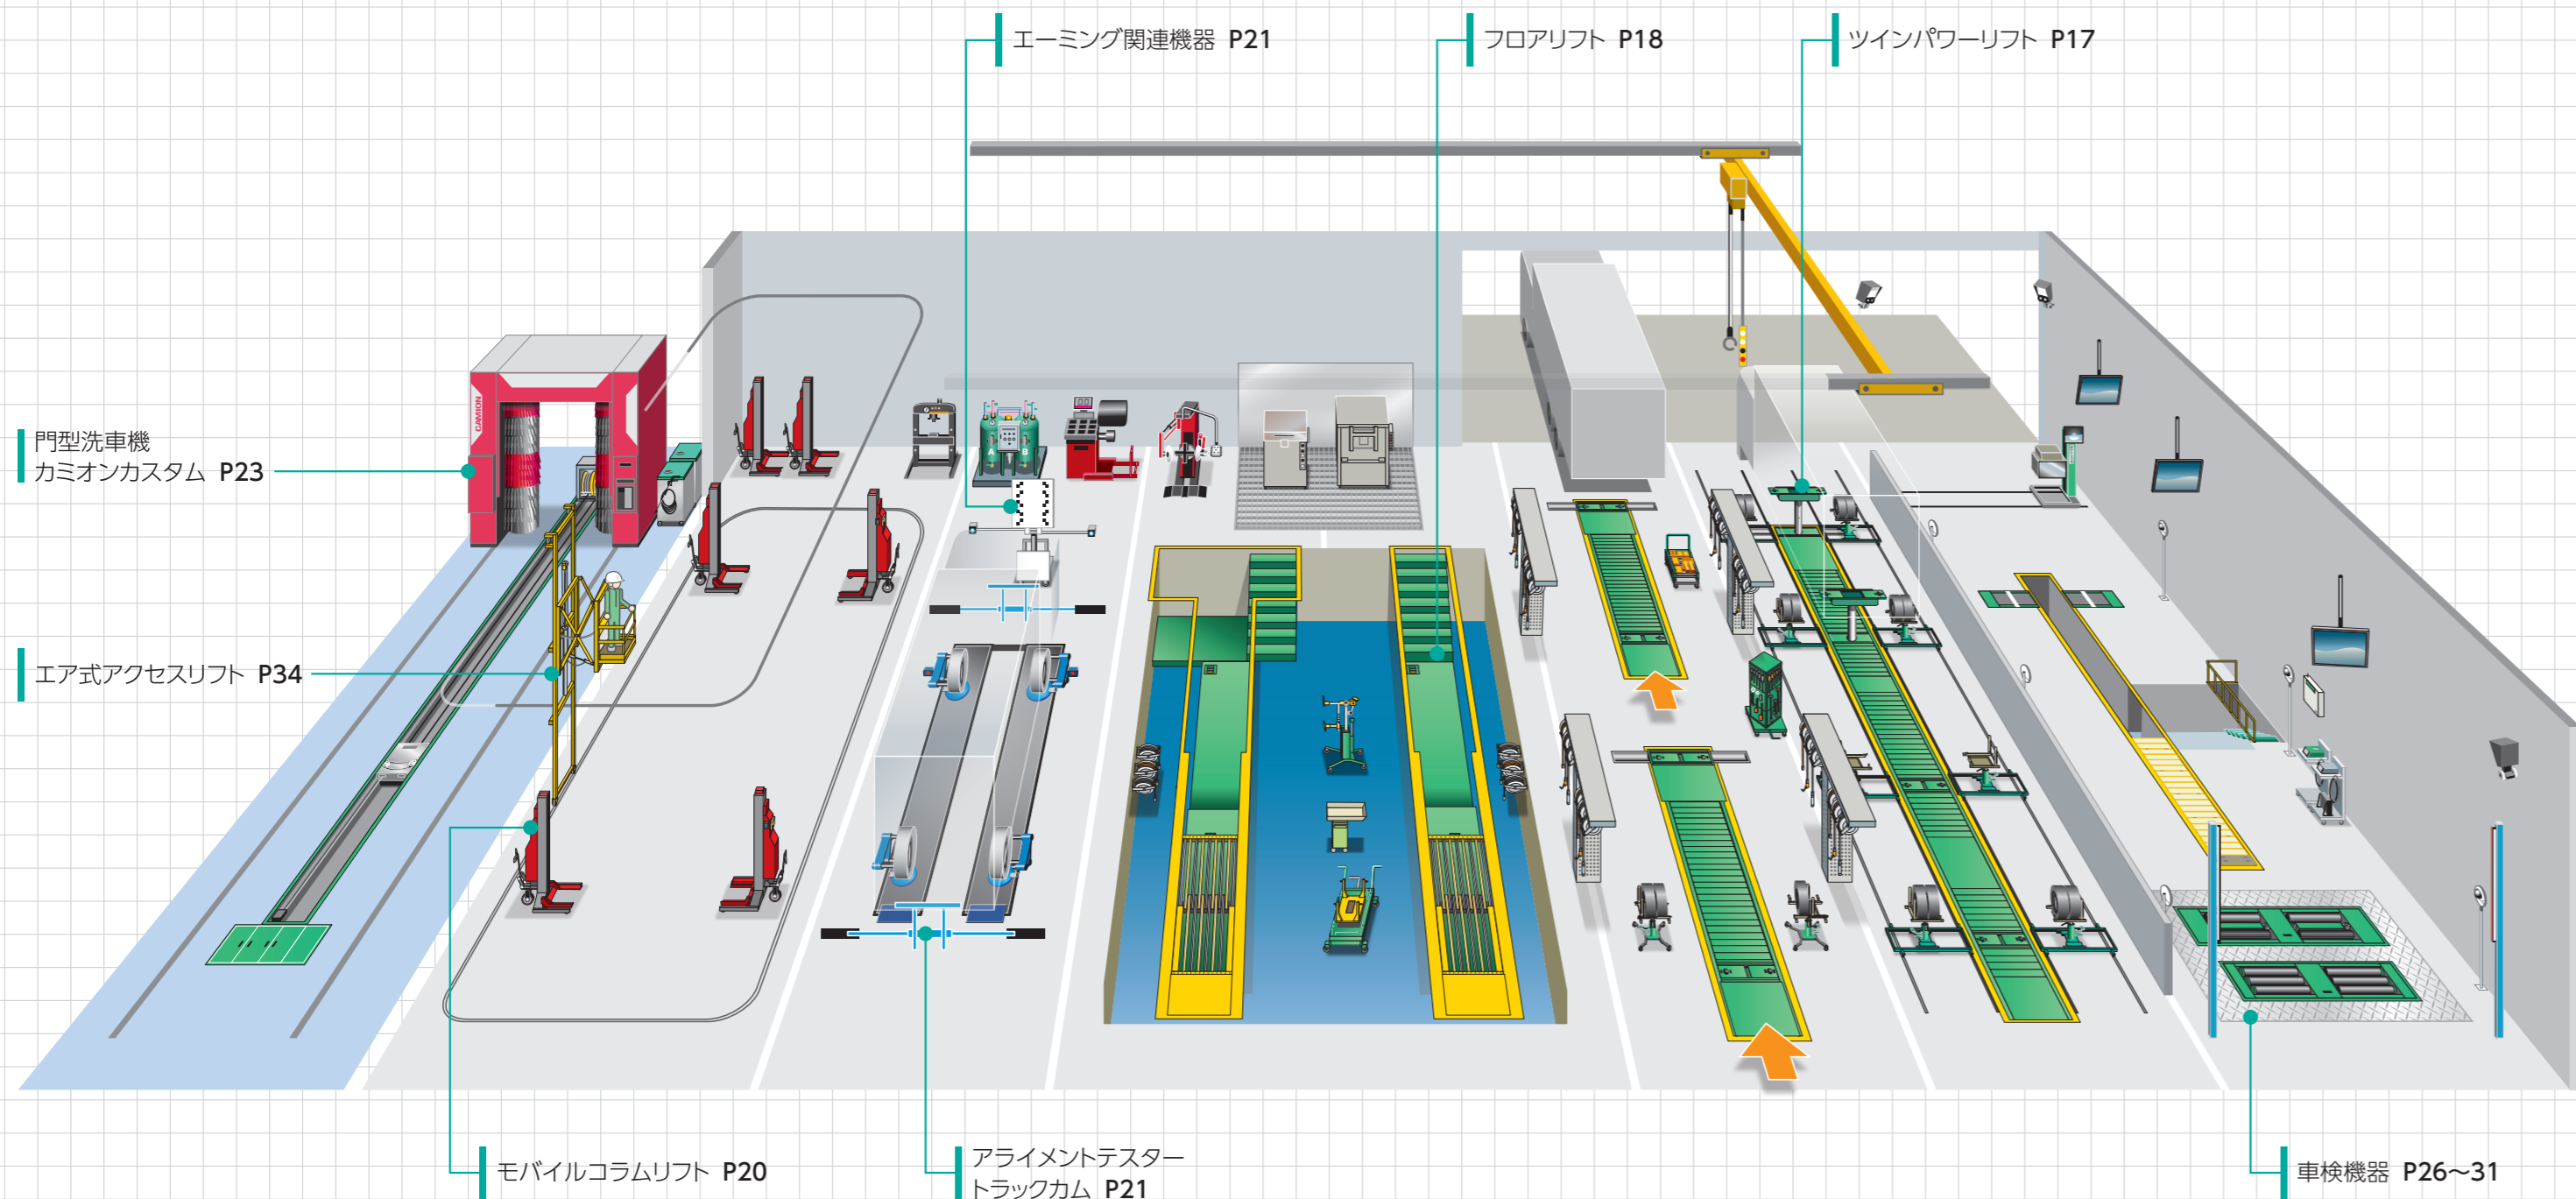 エーミング関連機器 P21
フロアリフト P18
ツインパワーリフト P17
門型洗車機
カミオンカスタム P23
CAMION
A B
エア式アクセスリフト P34
モバイルコラムリフト P20
アライメントテスター
トラックカム P21
車検機器 P26～31